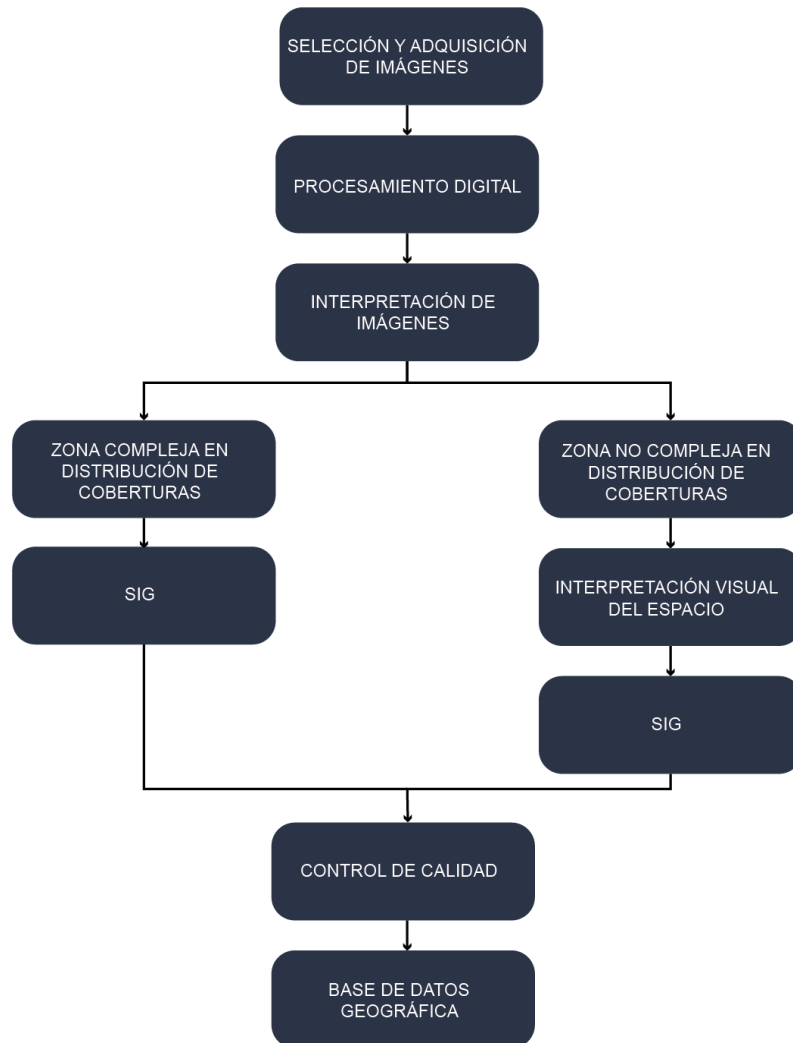 SELECCIÓN Y ADQUISICIÓN
DE IMÁGENES
PROCESAMIENTO DIGITAL
INTERPRETACIÓN DE
IMÁGENES
ZONA COMPLEJA EN
DISTRIBUCIÓN DE
COBERTURAS
ZONA NO COMPLEJA EN
DISTRIBUCIÓN DE
COBERTURAS
SIG
INTERPRETACIÓN VISUAL
DEL ESPACIO
SIG
CONTROL DE CALIDAD
BASE DE DATOS
GEOGRÁFICA